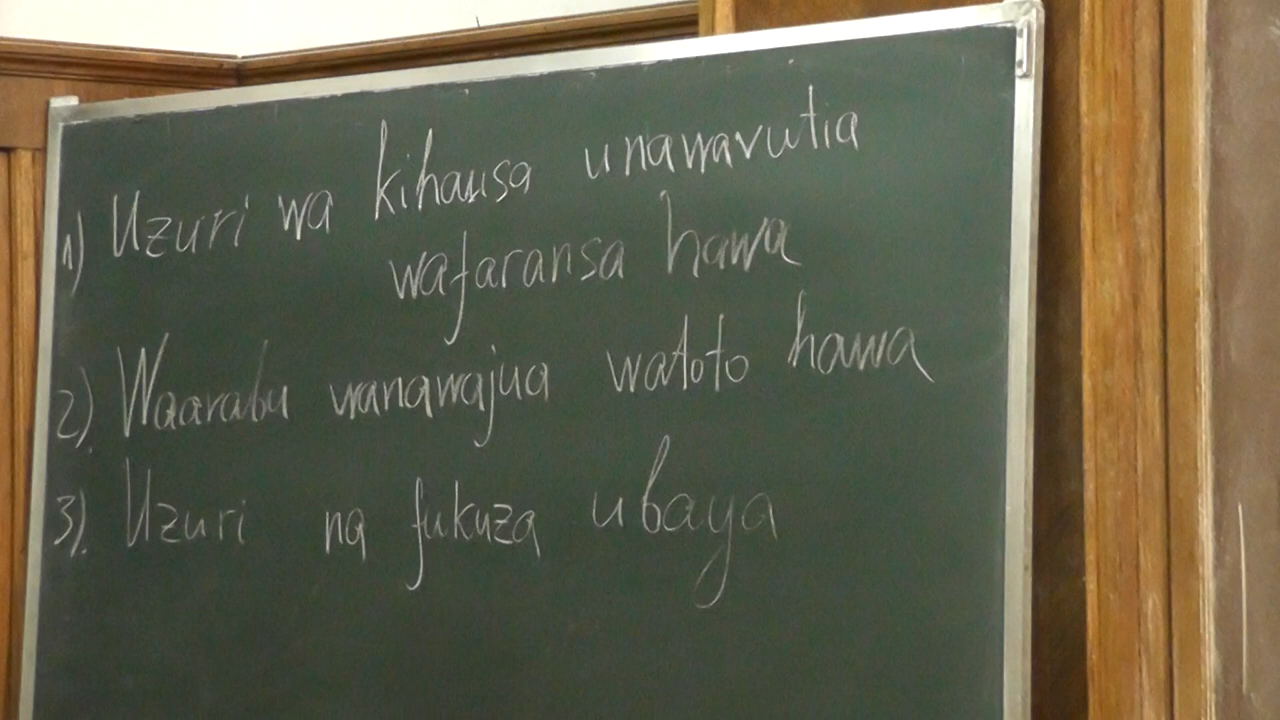 1) Uzuri wa kihausa unawavutia
wafaransa hawa
2). Waarabu wanawajua watoto hawa
3). Uzuri na fukuza ubaya